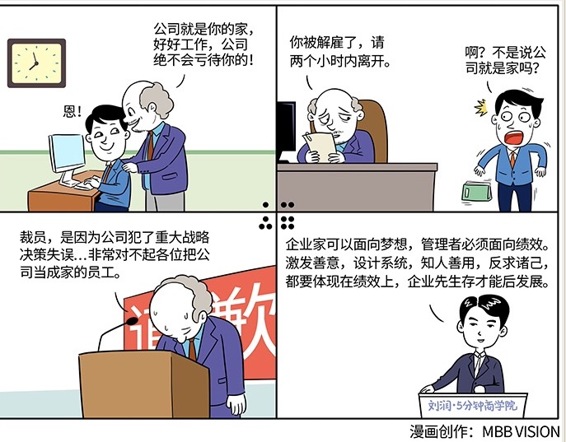 公司就是你的家,
好好工作,公司
绝不会亏待你的!
恩!
你被解雇了,请
两个小时内离开。
啊?不是说公
司就是家吗?
裁员,是因为公司犯了重大战略
决策失误...非常对不起各位把公
司当成家的员工。
道歉
企业家可以面向梦想,管理者必须面向绩效。
激发善意,设计系统,知人善用,反求诸己,
都要体现在绩效上,企业先生存才能后发展。
刘润·5分钟商学院
漫画创作:MBB VISION